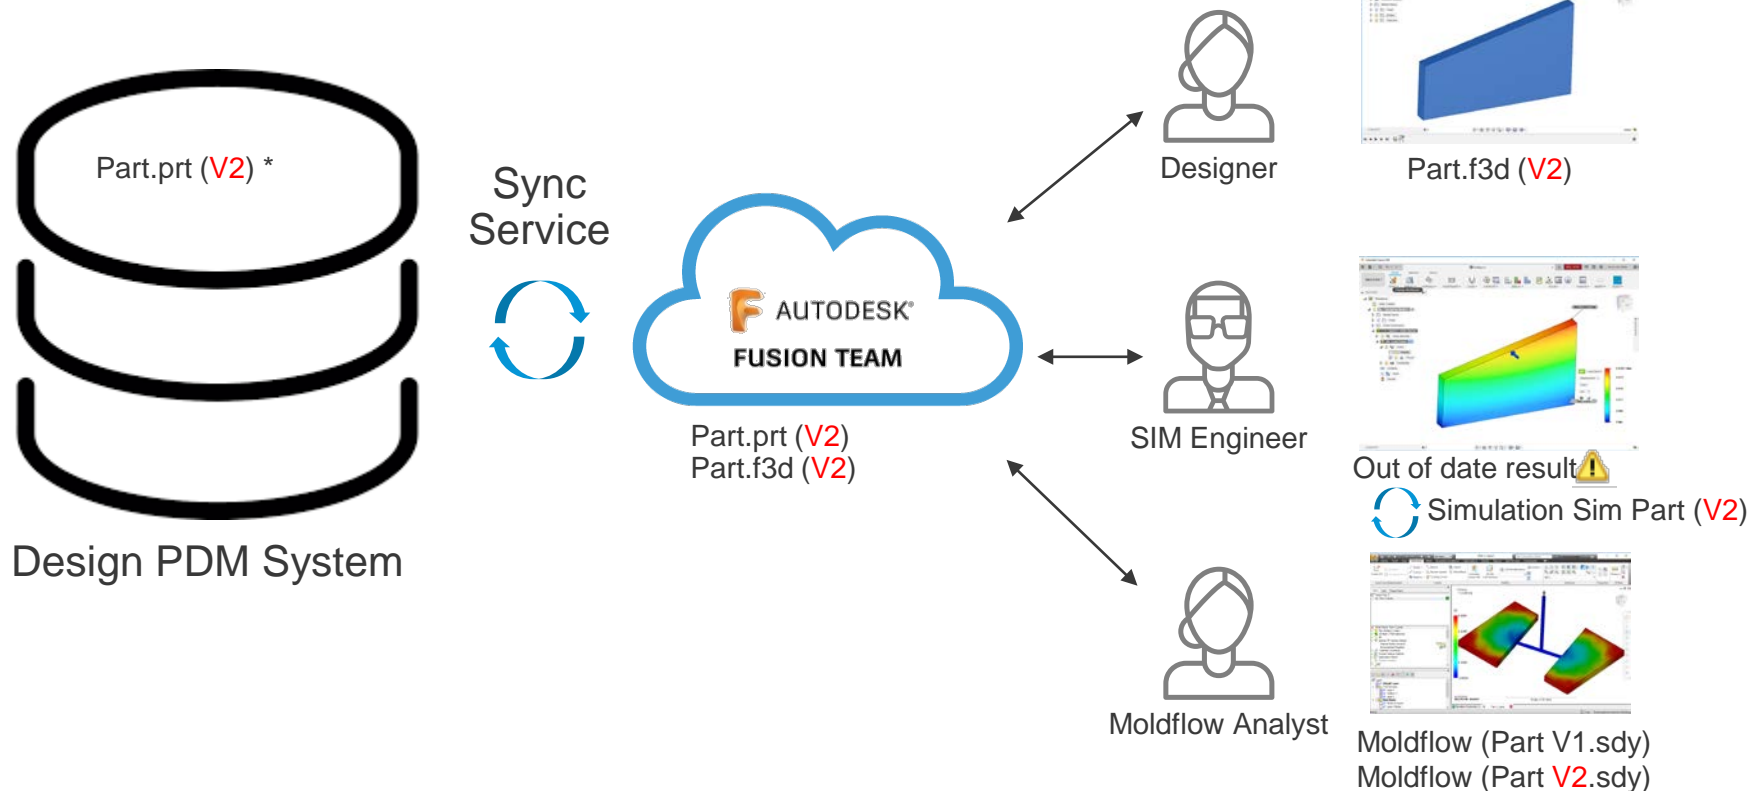 Part.prt (V2) *
Design PDM System
Sync
Service
AUTODESK®
FUSION TEAM
Part.prt (V2)
Part.f3d (V2)
Designer
Part.f3d (V2)
SIM Engineer
Out of date result
Simulation Sim Part (V2)
Moldflow Analyst
Moldflow (Part V1.sdy)
Moldflow (Part V2.sdy)